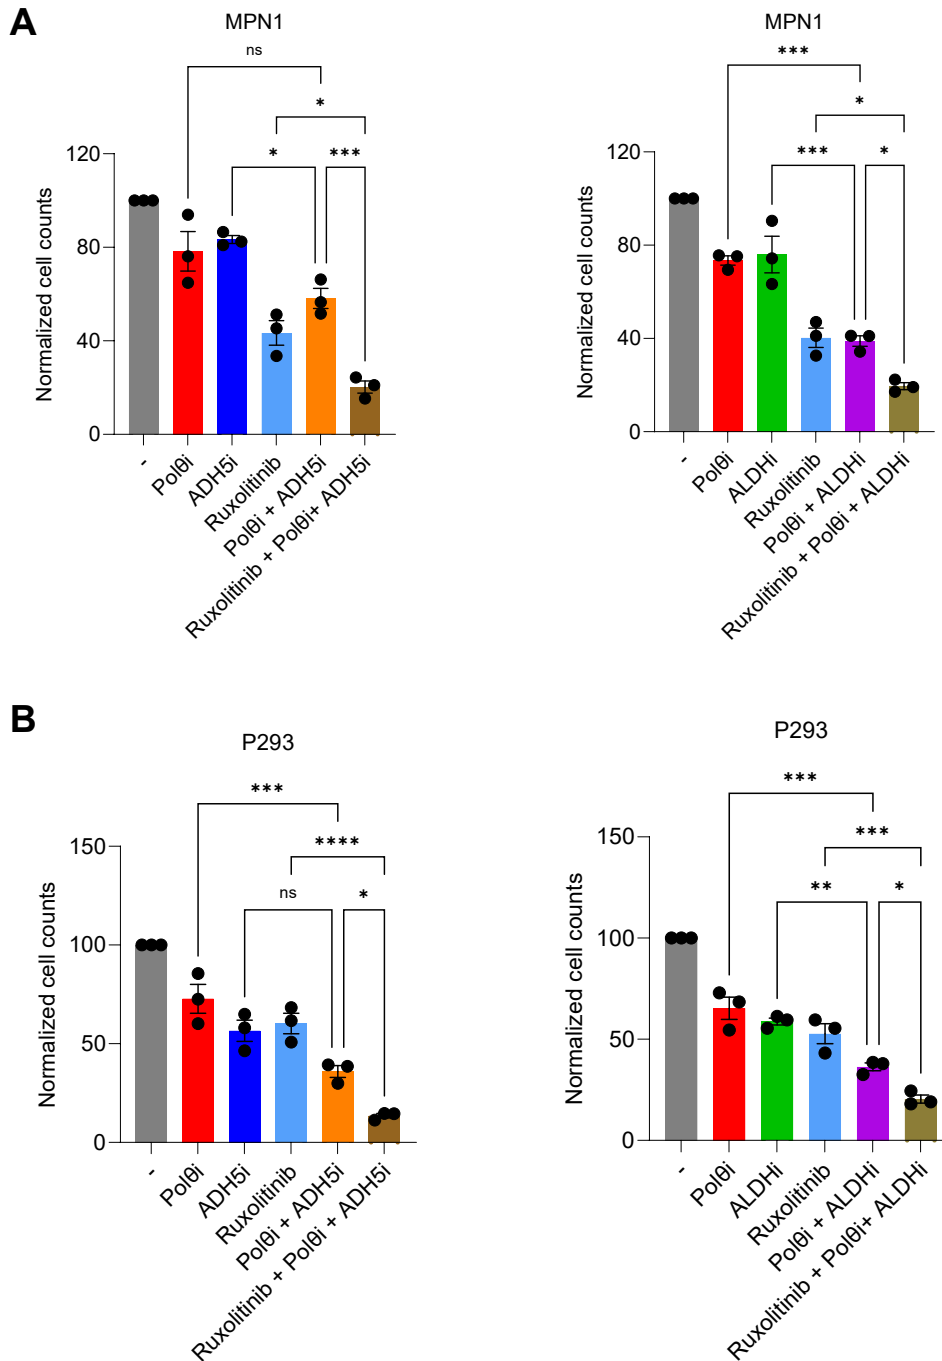 A
MPN1
ns
*
*
***
Normalized cell counts
120
80
40
0
-
Polθi
ADH5i
Ruxolitinib
Polθi + ADH5i
Ruxolitinib + Polθi+ ADH5i
MPN1
***
*
***
*
Normalized cell counts
120
80
40
0
-
Polθi
ALDHi
Ruxolitinib
Polθi + ALDHi
Ruxolitinib + Polθi + ALDHi
B
P293
***
****
ns
*
Normalized cell counts
150
100
50
0
-
Polθi
ADH5i
Ruxolitinib
Polθi + ADH5i
Ruxolitinib + Polθi + ADH5i
P293
***
***
**
*
Normalized cell counts
150
100
50
0
-
Polθi
ALDHi
Ruxolitinib
Polθi + ALDHi
Ruxolitinib + Polθi+ ALDHi